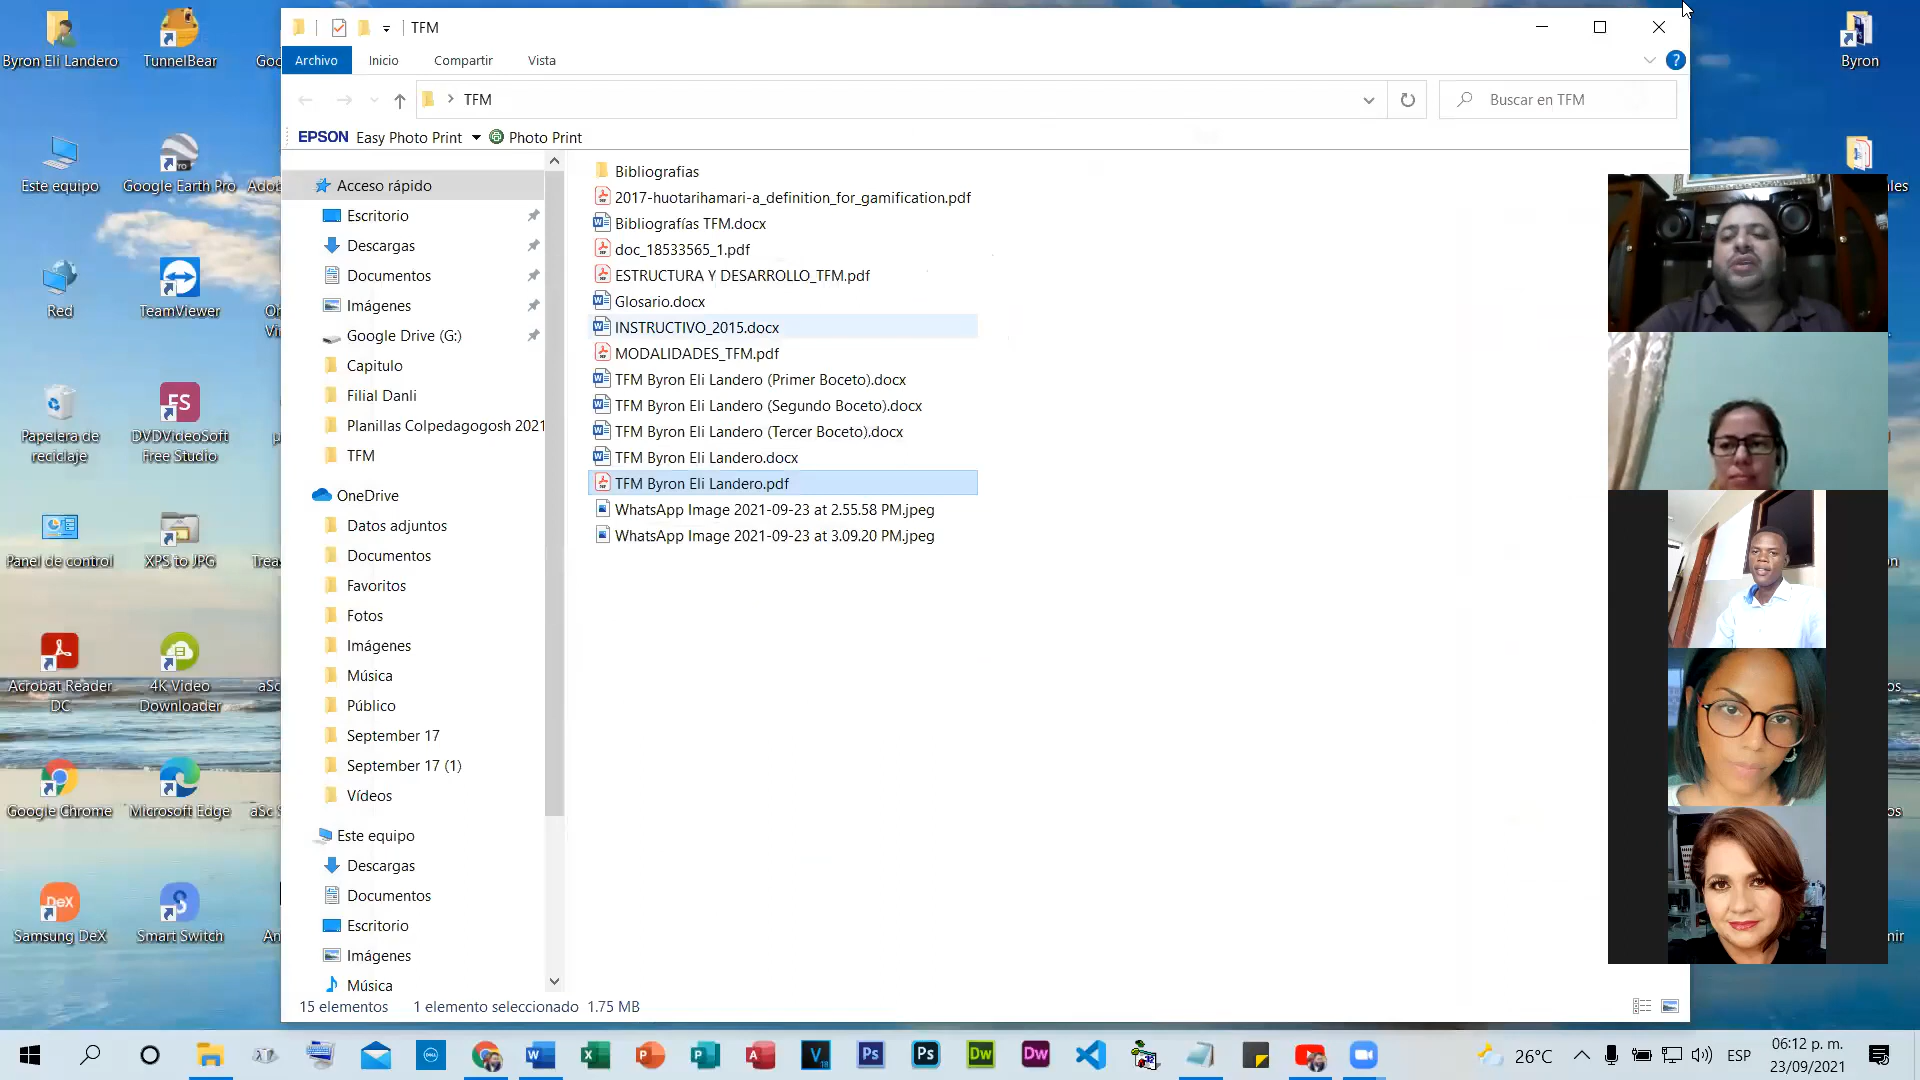 TFM
Archivo
Inicio
Compartir
Vista
TFM
Buscar en TFM
EPSON Easy Photo Print
Photo Print
Acceso rápido
Escritorio
Descargas
Documentos
Imágenes
Google Drive (G:)
Capitulo
Filial Danli
Planillas Colpedagogosh 2021
TFM
OneDrive
Datos adjuntos
Documentos
Favoritos
Fotos
Imágenes
Música
Público
September 17
September 17 (1)
Vídeos
Este equipo
Descargas
Documentos
Escritorio
Imágenes
Música
Bibliografias
2017-huotarihamari-a_definition_for_gamification.pdf
Bibliografías TFM.docx
doc_18533565_1.pdf
ESTRUCTURA Y DESARROLLO_TFM.pdf
Glosario.docx
INSTRUCTIVO_2015.docx
MODALIDADES_TFM.pdf
TFM Byron Eli Landero (Primer Boceto).docx
TFM Byron Eli Landero (Segundo Boceto).docx
TFM Byron Eli Landero (Tercer Boceto).docx
TFM Byron Eli Landero.docx
TFM Byron Eli Landero.pdf
WhatsApp Image 2021-09-23 at 2.55.58 PM.jpeg
WhatsApp Image 2021-09-23 at 3.09.20 PM.jpeg
15 elementos
1 elemento seleccionado 1.75 MB
Byron Eli Landero
TunnelBear
Este equipo
Google Earth Pro
Red
TeamViewer
Papelera de
reciclaje
FS
DVDVideoSoft
Free Studio
Panel de control
XPS to JPG
Acrobat Reader
DC
4K Video
Downloader
Google Chrome
Microsoft Edge
DeX
Samsung DeX
Smart Switch
Byron
26°C
ESP
06:12 p. m.
23/09/2021